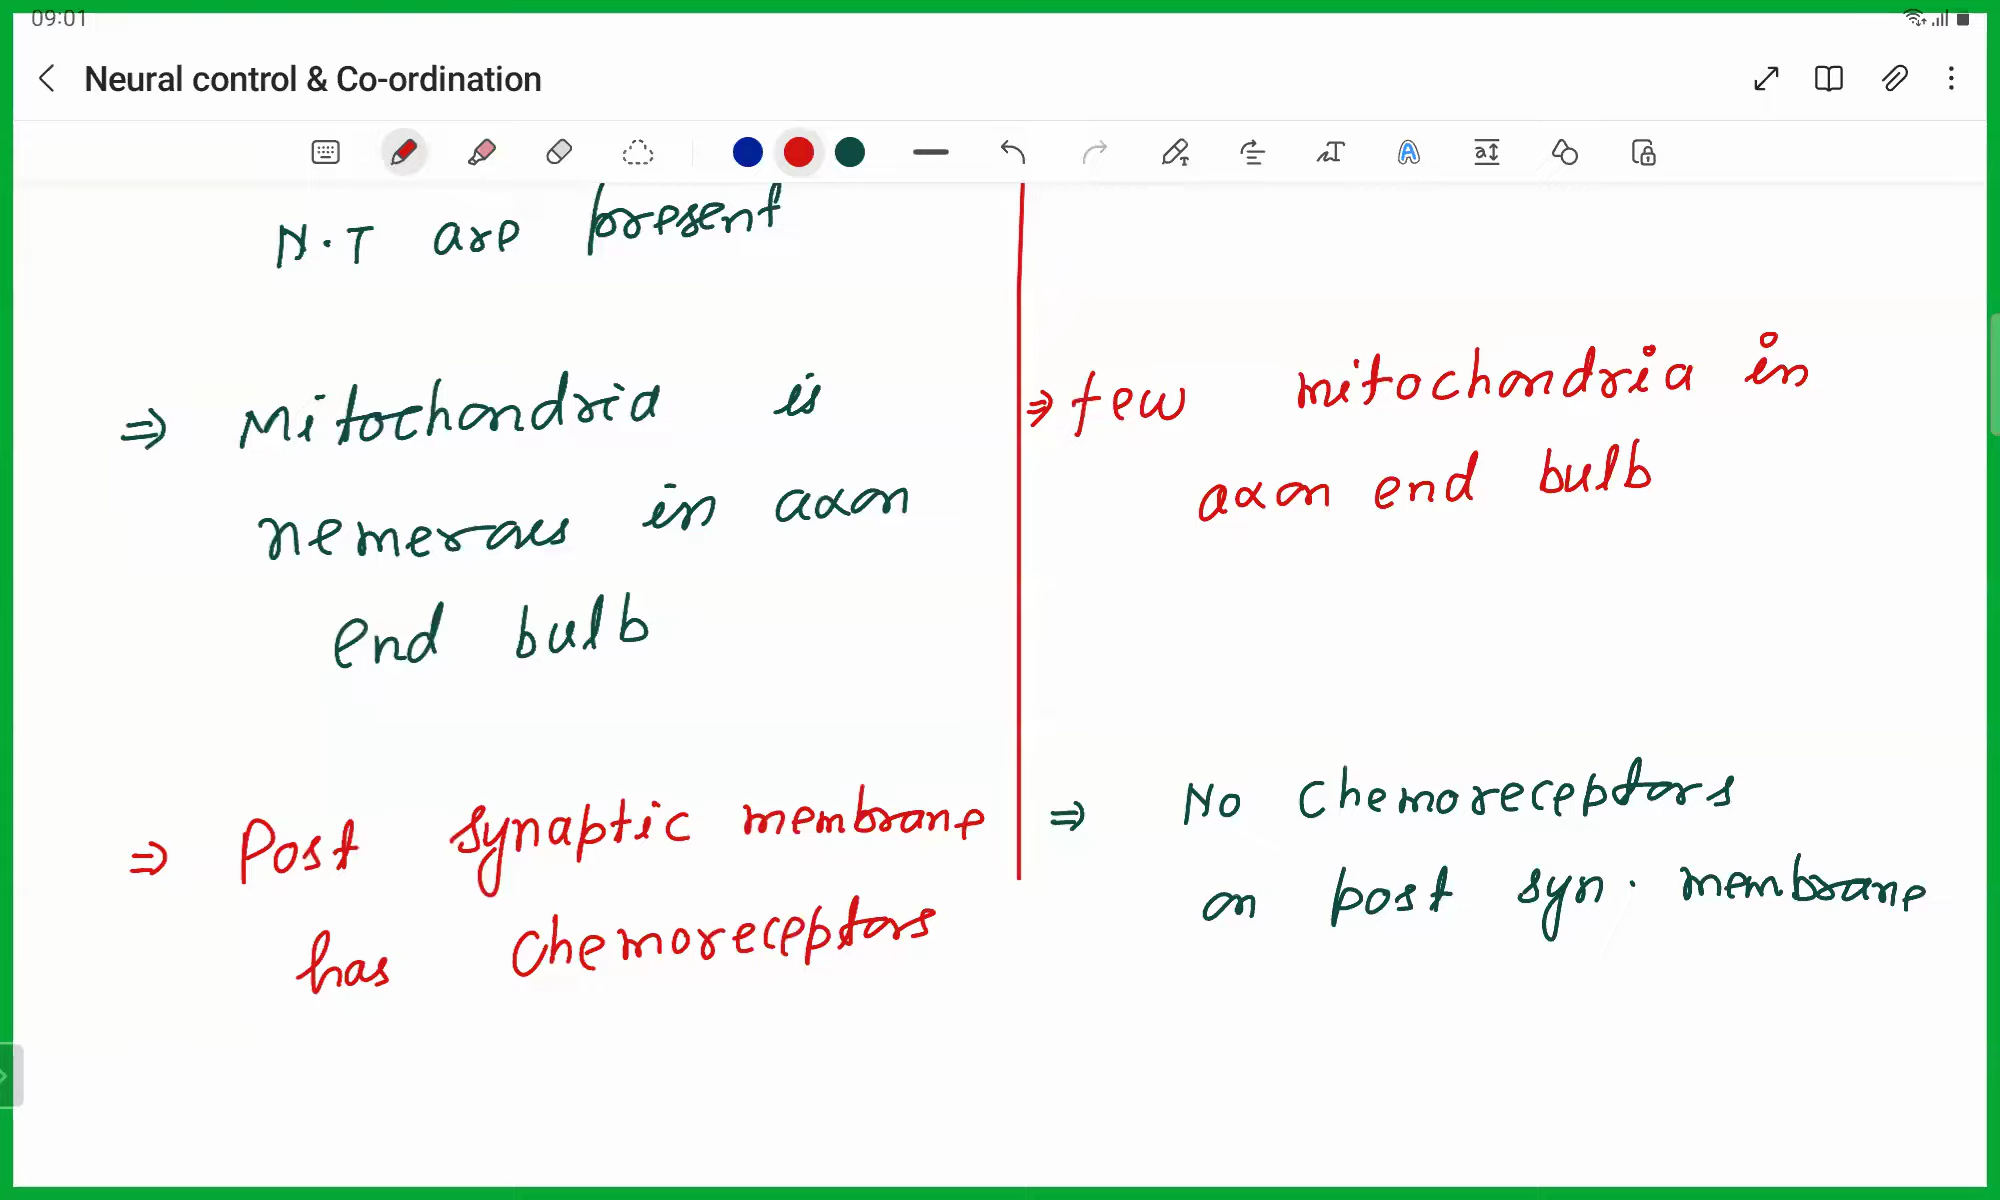 09:01
Neural control & Co-ordination
N.T are present
⇒ Mitochondria is
nemerous in axon
end bulb
⇒ Post synaptic membrane
has Chemoreceptors
⇒ few mitochondria in
axon end bulb
⇒ No Chemoreceptors
on post syn. membrane